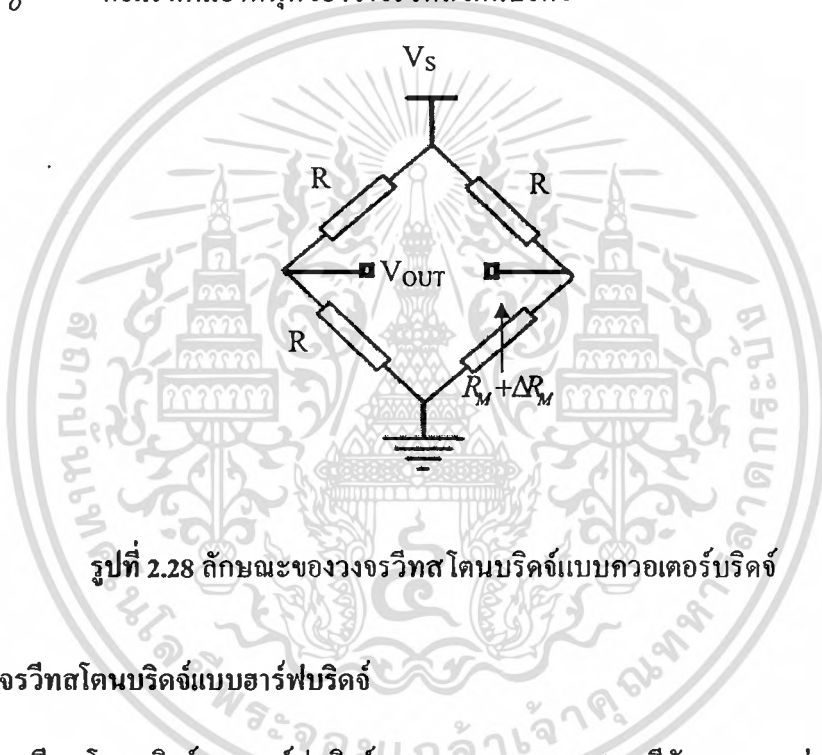 V_S
R
R
V_OUT
R
R_M+ΔR_M
รูปที่ 2.28 ลักษณะของวงจรวีทสโตนบริดจ์แบบควอเตอร์บริดจ์
จรวีทสโตนบริดจ์แบบฮาร์ฟบริดจ์